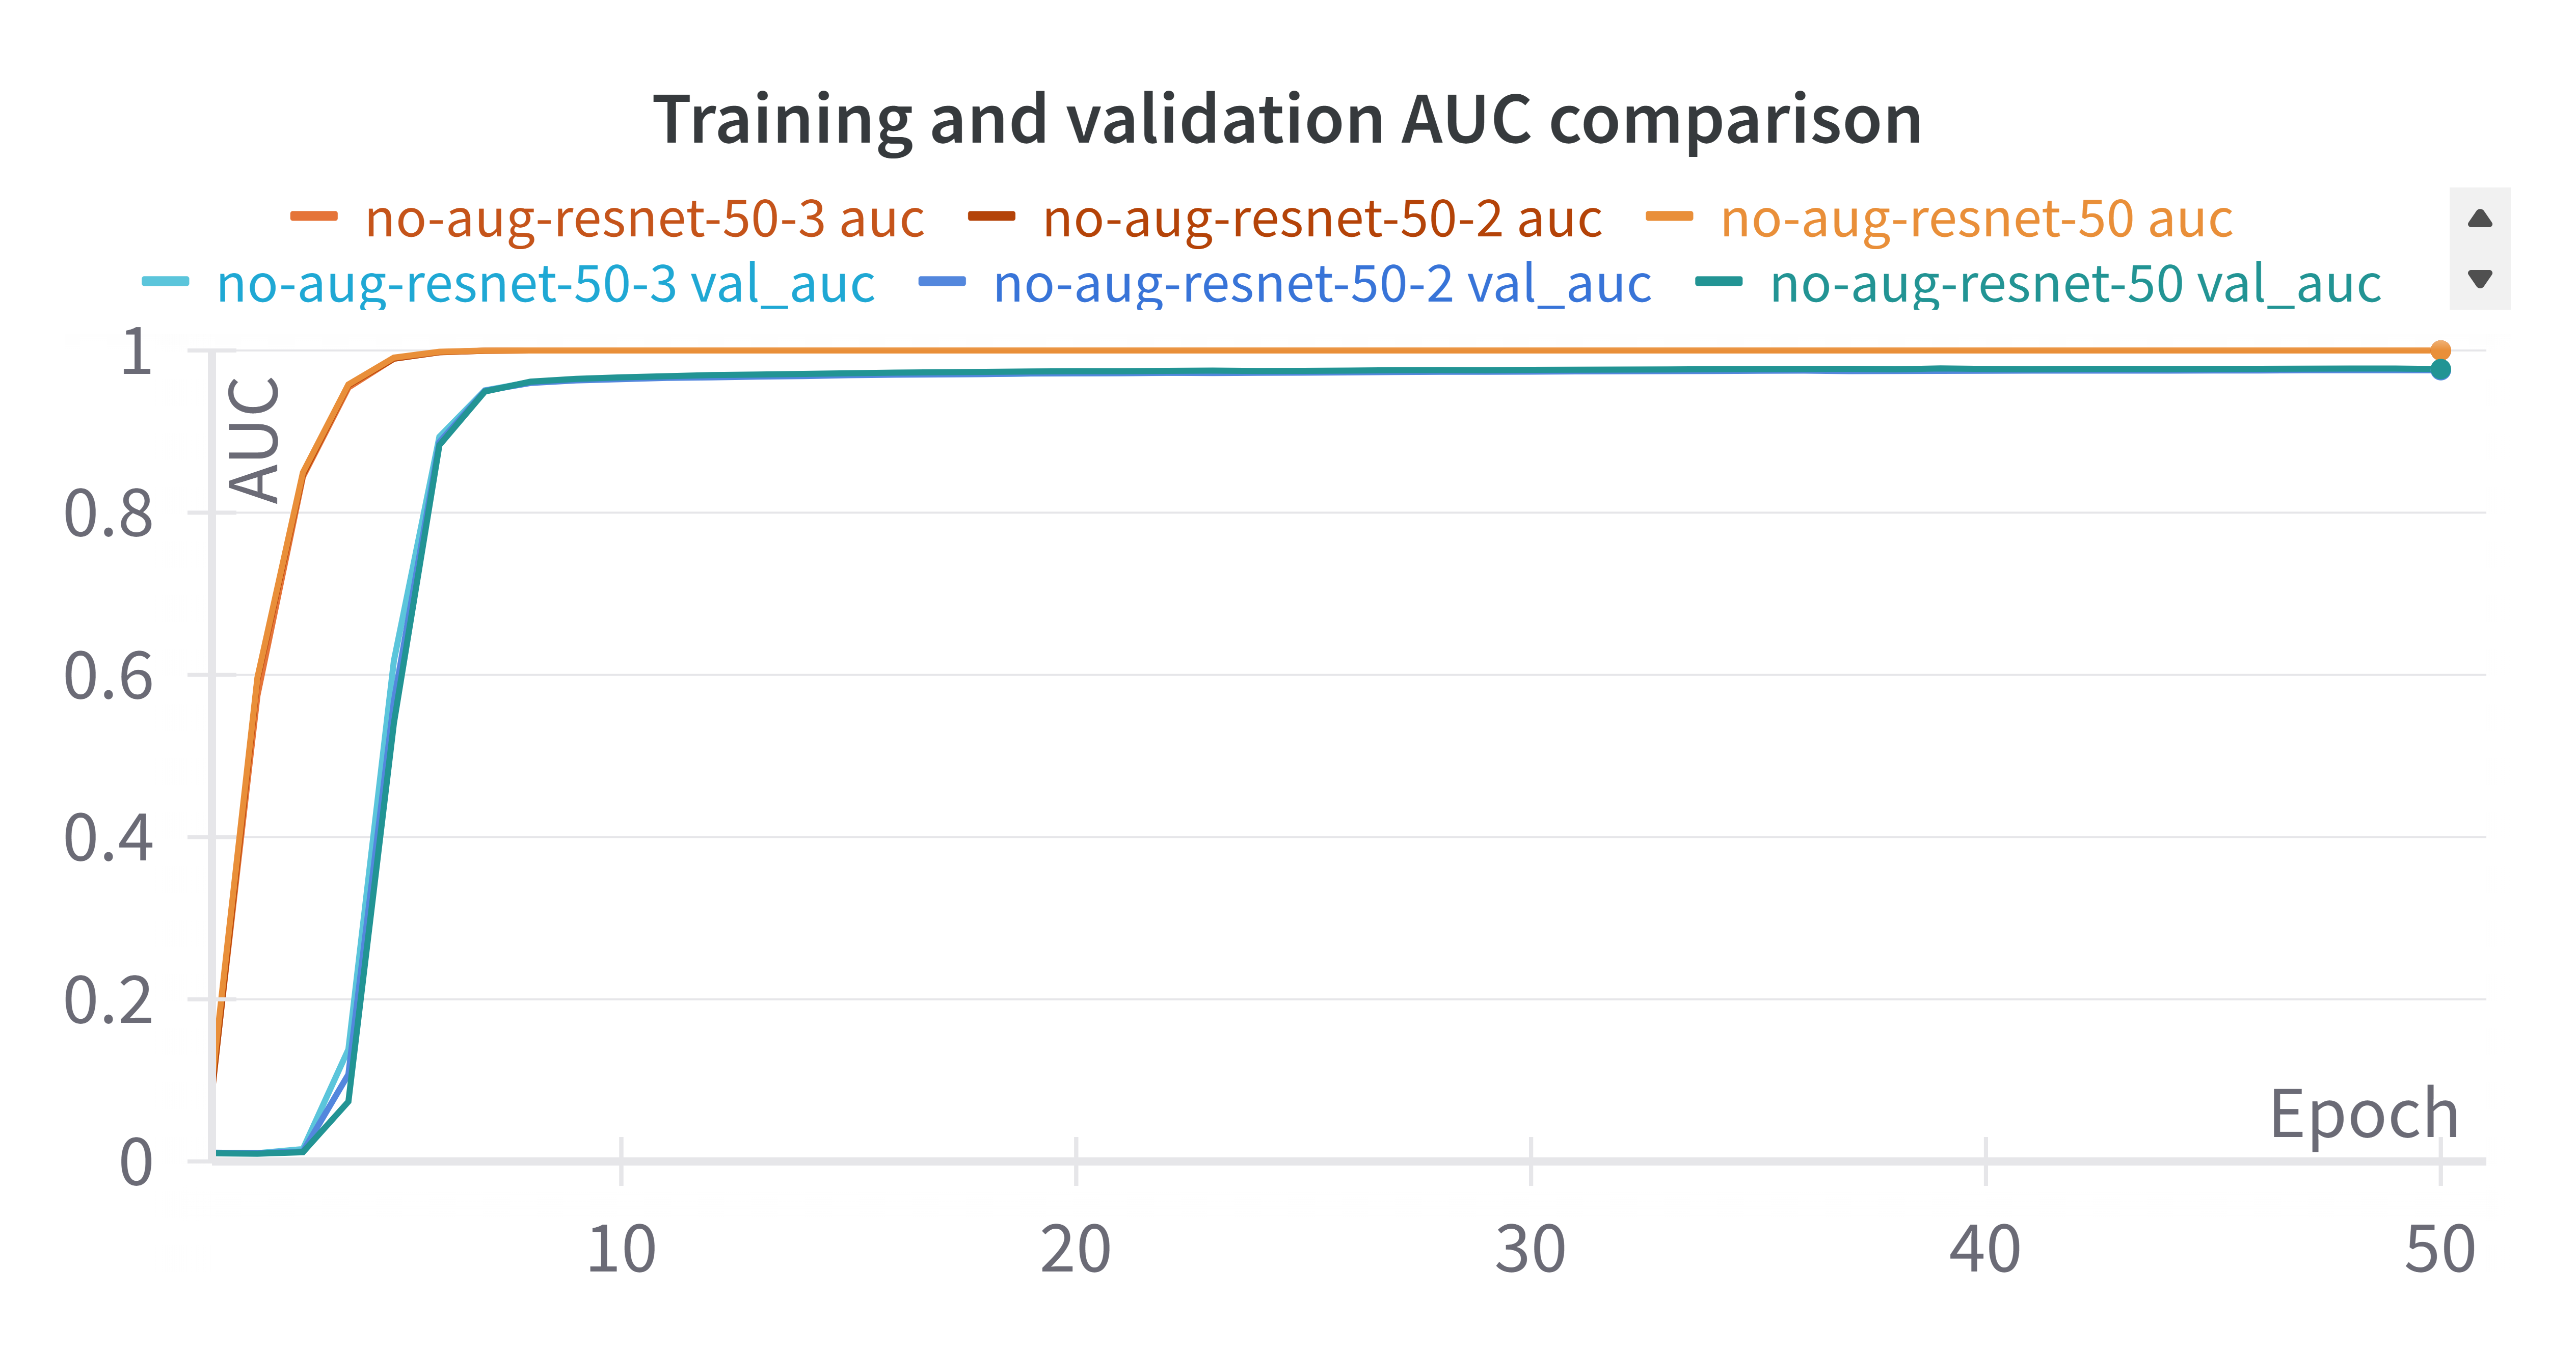 Training and validation AUC comparison
no-aug-resnet-50-3 auc no-aug-resnet-50-2 auc no-aug-resnet-50 auc
no-aug-resnet-50-3 val_auc no-aug-resnet-50-2 val_auc no-aug-resnet-50 val_auc
1
AUC
0.8
0.6
0.4
0.2
Epoch
0
10 20 30 40 50